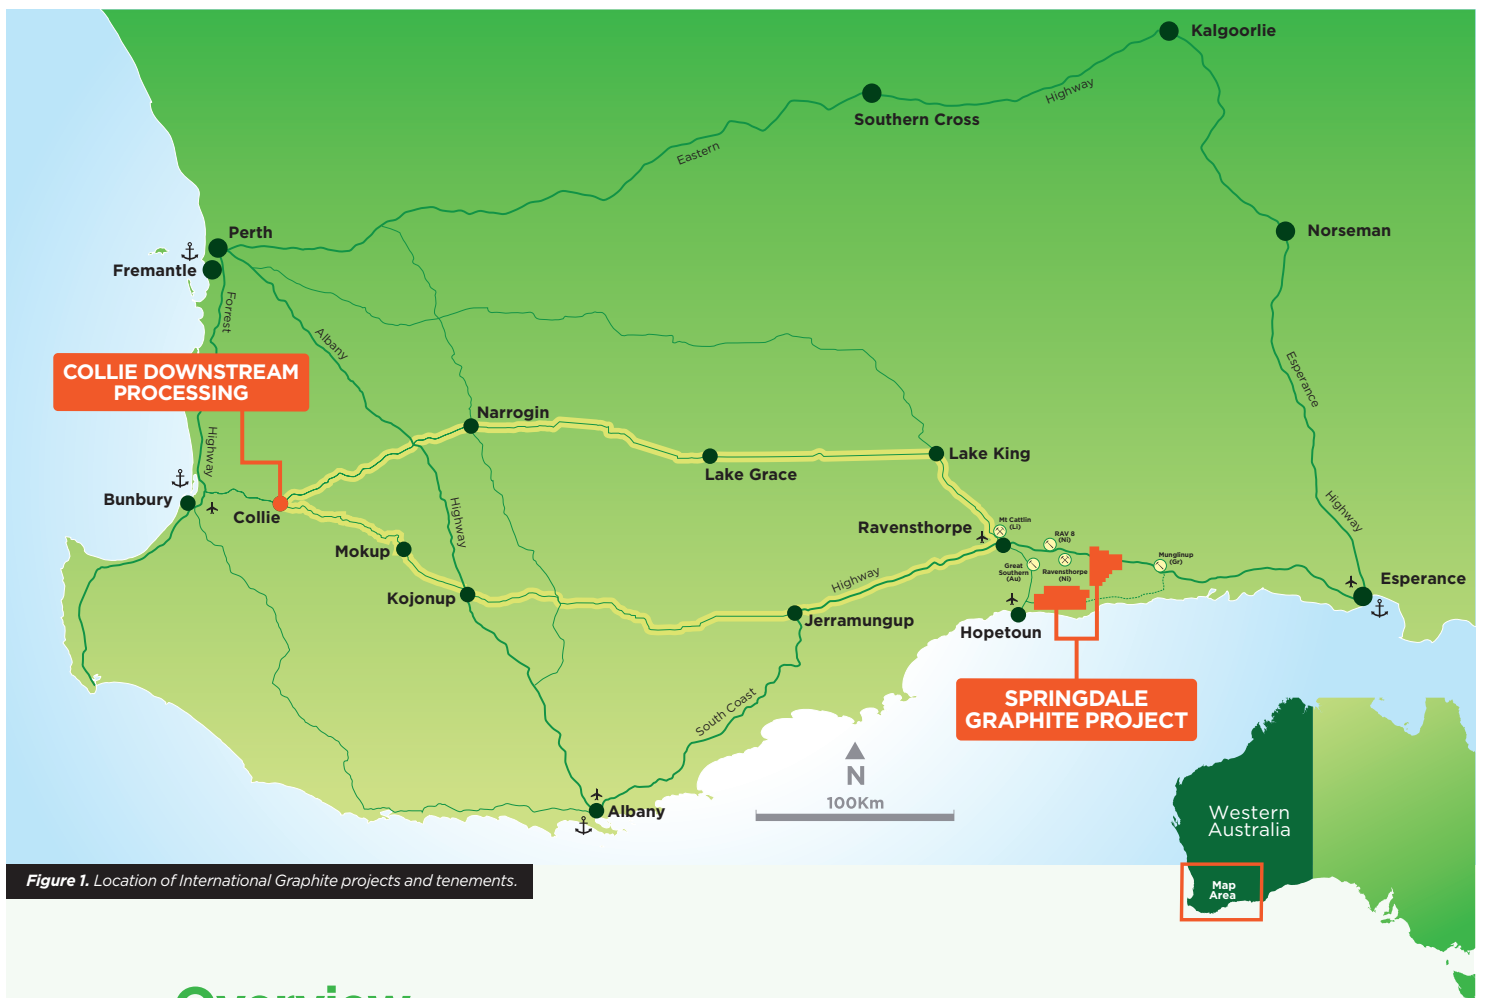 Kalgoorlie
Highway
Southern Cross
Eastern
Perth
Norseman
Fremantle
Forrest
Albany
Esperance
COLLIE DOWNSTREAM
PROCESSING
Narrogin
Highway
Lake King
Lake Grace
Bunbury
Collie
Highway
Highway
Mt Cattlin
(Li)
Ravensthorpe
RAV 8
(Ni)
Mokup
Munglinup
(Gr)
Great
Southern
(Au)
Ravensthorpe
(Ni)
Highway
Esperance
Kojonup
Jerramungup
Hopetoun
South Coast
SPRINGDALE
GRAPHITE PROJECT
N
100Km
Albany
Western
Australia
Map
Area
Figure 1. Location of International Graphite projects and tenements.
Overview